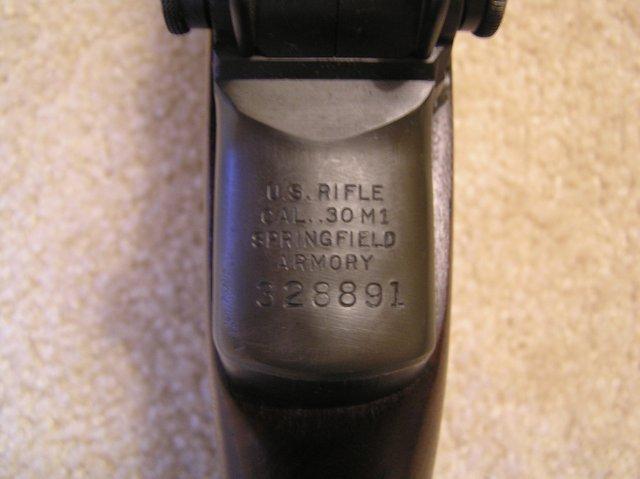 U.S. RIFLE
CAL..30 M1
SPRINGFIELD
ARMORY
328891